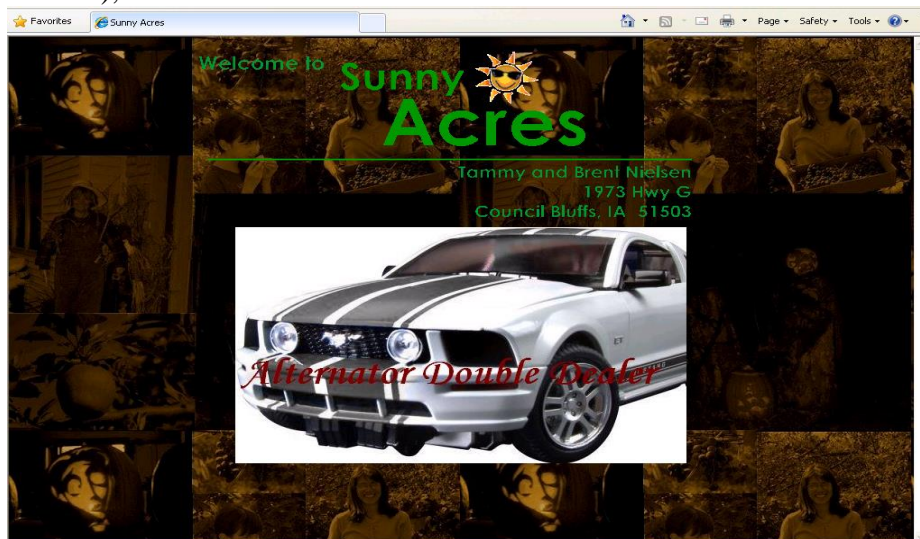 );
Favorites
Sunny Acres
Page
Safety
Tools
Welcome to
Sunny
Acres
Tammy and Brent Nielsen
1973 Hwy G
Council Bluffs, IA 51503
Alternator Double Dealer